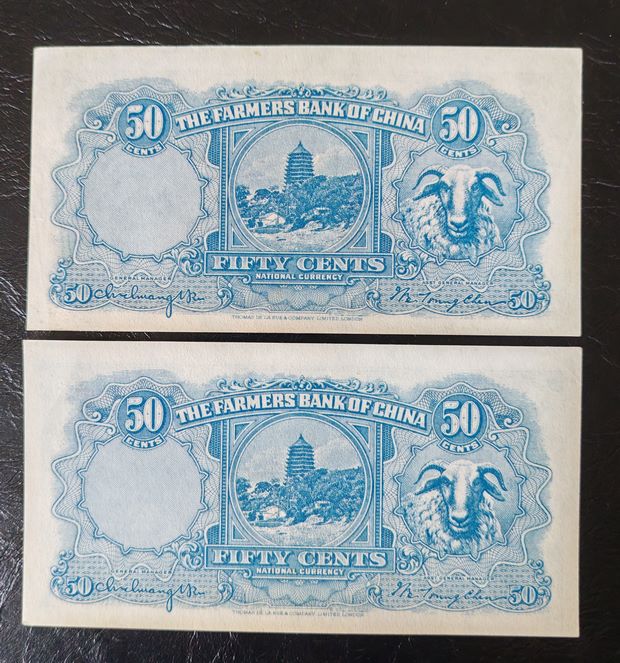 50 THE FARMERS BANK OF CHINA 50
CENTS CENTS
FIFTY CENTS
NATIONAL CURRENCY
GENERAL MANAGER ASST GENERAL MANAGER
50 50
THOMAS DE LA RUE & COMPANY, LIMITED, LONDON.
50 THE FARMERS BANK OF CHINA 50
CENTS CENTS
FIFTY CENTS
NATIONAL CURRENCY
GENERAL MANAGER ASST GENERAL MANAGER
50 50
THOMAS DE LA RUE & COMPANY, LIMITED, LONDON.